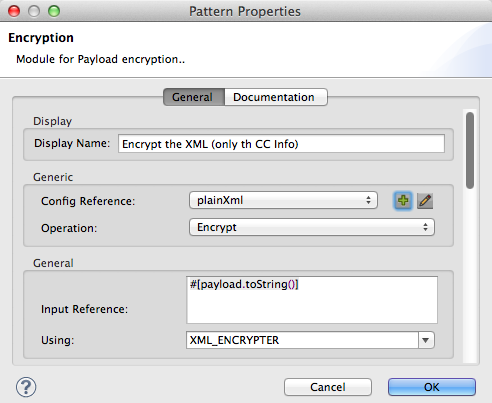 Pattern Properties
Encryption
Module for Payload encryption..
General Documentation
Display
Display Name: Encrypt the XML (only th CC Info)
Generic
Config Reference: plainXml
Operation: Encrypt
General
#[payload.toString()]
Input Reference:
Using: XML_ENCRYPTER
? Cancel OK